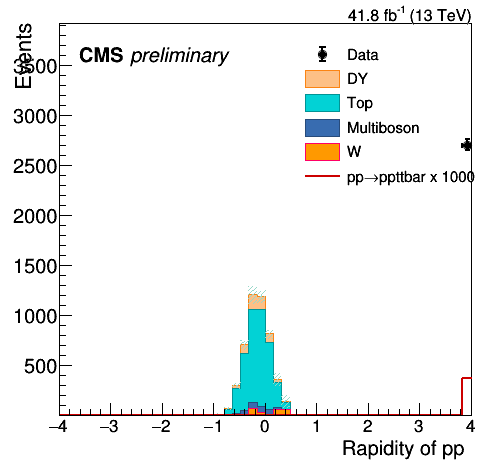 41.8 fb⁻¹ (13 TeV)
Events
CMS preliminary
Data
DY
Top
Multiboson
W
pp→ppttbar x 1000
3500
3000
2500
2000
1500
1000
500
−4 −3 −2 −1 0 1 2 3 4
Rapidity of pp